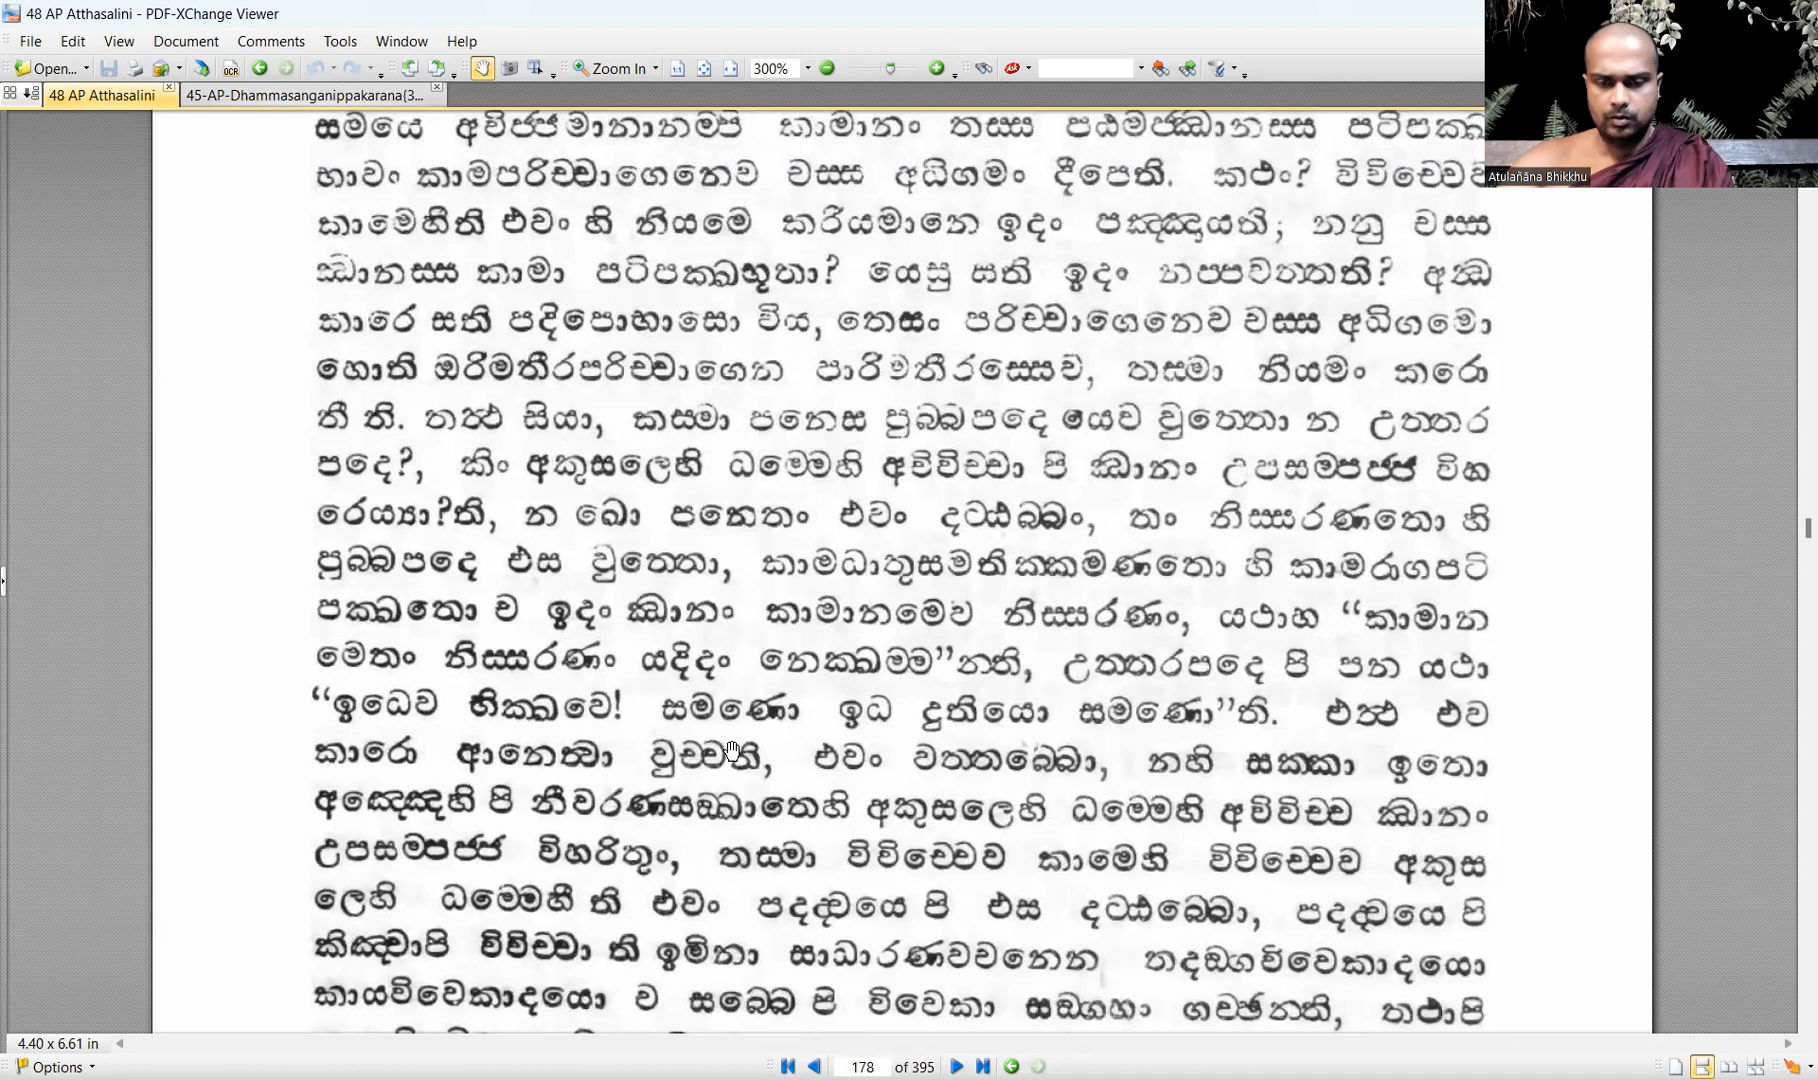 48 AP Atthasalini - PDF-XChange Viewer
File Edit View Document Comments Tools Window Help
Open... OCR Zoom In 300%
48 AP Atthasalini 45-AP-Dhammasanganippakarana{3...
Atulañāna Bhikkhu
සමයෙ අවිජ්ජමානානම්පි කාමානං තස්ස පඨමජ්ඣානස්ස පටිපක්ඛ
භාවං කාමපරිච්චාගෙනෙව චස්ස අධිගමං දීපෙති. කථං? විවිච්චෙව
කාමෙහීති එවං හි නියමෙ කරීයමානෙ ඉදං පඤ්ඤායති; නනු චස්ස
ඣානස්ස කාමා පටිපක්ඛභූතා? යෙසු සති ඉදං නප්පවත්තති? අන්ධ
කාරෙ සති පදීපොභාසො විය, තෙසං පරිච්චාගෙනෙව චස්ස අධිගමො
හොති ඔරිමතීරපරිච්චාගෙන පාරිමතීරස්සෙව, තස්මා නියමං කරො
තී ති. තත්ථ සියා, කස්මා පනෙස පුබ්බපදෙ යෙව වුත්තො න උත්තර
පදෙ?, කිං අකුසලෙහි ධම්මෙහි අවිවිච්චා පි ඣානං උපසම්පජ්ජ විහ
රෙය්‍යා?ති, න ඛො පනෙතං එවං දට්ඨබ්බං, තං නිස්සරණතො හි
පුබ්බපදෙ එස වුත්තො, කාමධාතුසමතික්කමණතො හි කාමරාගපටි
පක්ඛතො ච ඉදං ඣානං කාමානමෙව නිස්සරණං, යථාහ “කාමාන
මෙතං නිස්සරණං යදිදං නෙක්ඛම්ම”න්ති, උත්තරපදෙ පි පන යථා
“ඉධෙව භික්ඛවෙ! සමණො ඉධ දුතියො සමණො”ති. එත්ථ එව
කාරො ආනෙත්වා වුච්චති, එවං වත්තබ්බො, නහි සක්කා ඉතො
අඤ්ඤෙහි පි නීවරණසඞ්ඛාතෙහි අකුසලෙහි ධම්මෙහි අවිවිච්ච ඣානං
උපසම්පජ්ජ විහරිතුං, තස්මා විවිච්චෙව කාමෙහි විවිච්චෙව අකුස
ලෙහි ධම්මෙහී ති එවං පදද්වයෙ පි එස දට්ඨබ්බො, පදද්වයෙ පි
කිඤ්චාපි විවිච්චා ති ඉමිනා සාධාරණවචනෙන තදඞ්ගවිවෙකාදයො
කායවිවෙකාදයො ච සබ්බෙ පි විවෙකා සඞ්ගහං ගච්ඡන්ති, තථාපි
4.40 x 6.61 in
Options 178 of 395